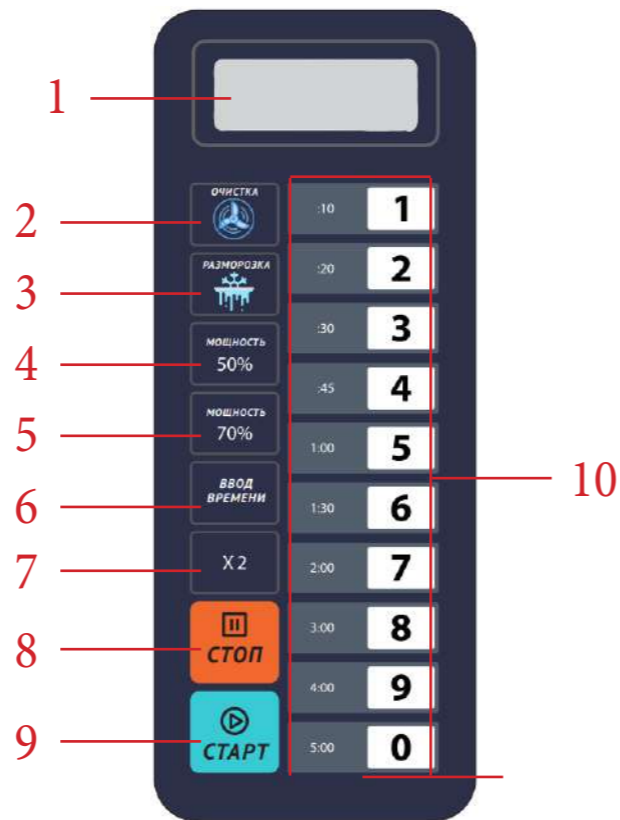 1
2
ОЧИСТКА
3
РАЗМОРОЗКА
4
МОЩНОСТЬ
50%
5
МОЩНОСТЬ
70%
6
ВВОД
ВРЕМЕНИ
7
X 2
8
СТОП
9
СТАРТ
:10 1
:20 2
:30 3
:45 4
1:00 5
1:30 6
2:00 7
3:00 8
4:00 9
5:00 0
10